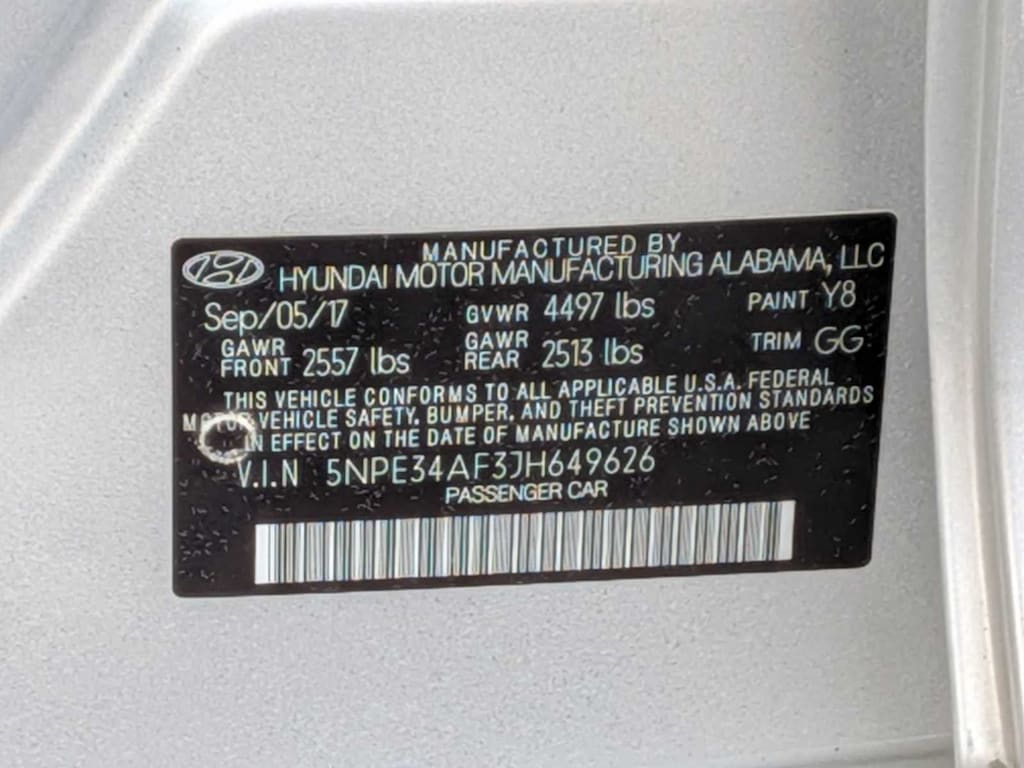 MANUFACTURED BY
HYUNDAI MOTOR MANUFACTURING ALABAMA, LLC
Sep/05/17 GVWR 4497 lbs PAINT Y8
GAWR FRONT 2557 lbs GAWR REAR 2513 lbs TRIM GG
THIS VEHICLE CONFORMS TO ALL APPLICABLE U.S.A. FEDERAL
MOTOR VEHICLE SAFETY, BUMPER, AND THEFT PREVENTION STANDARDS
IN EFFECT ON THE DATE OF MANUFACTURE SHOWN ABOVE
V.I.N 5NPE34AF3JH649626
PASSENGER CAR